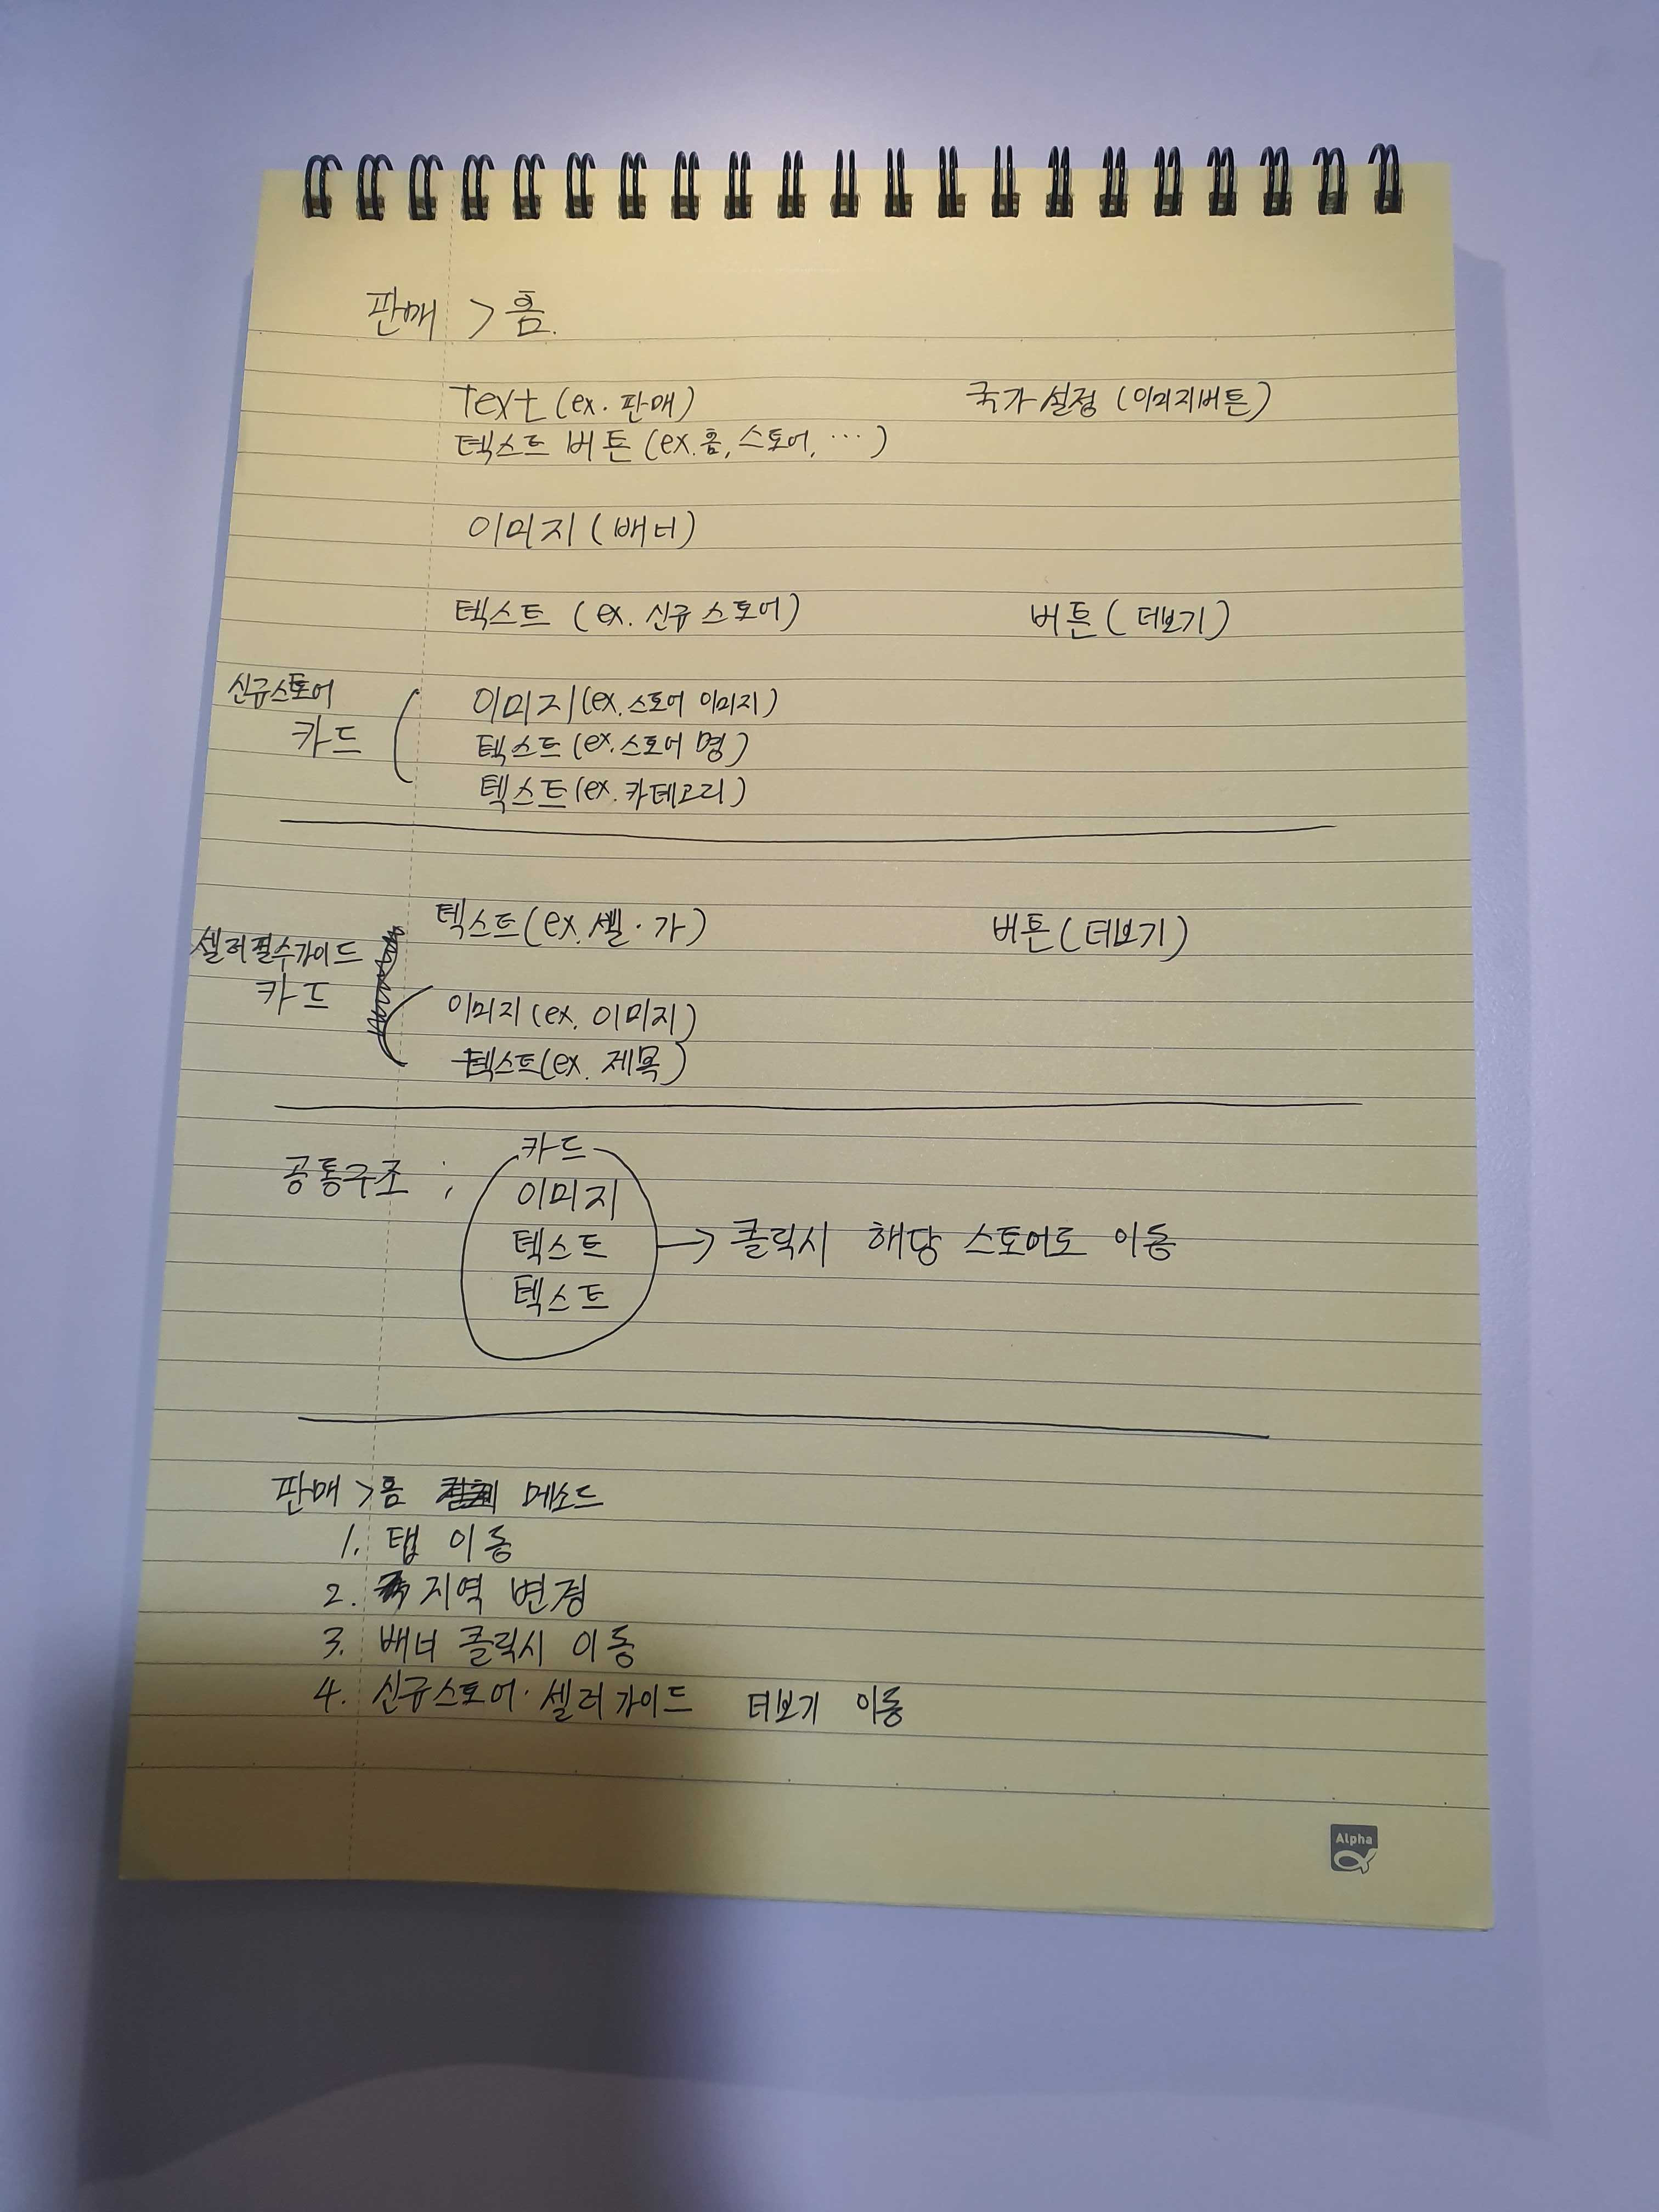 판매 > 홈.
Text (ex. 판매) 국가 설정 (이미지버튼)
텍스트 버튼 (ex. 홈, 스토어, ...)
이미지 (배너)
텍스트 (ex. 신규 스토어) 버튼 (더보기)
신규스토어
카드
이미지 (ex. 스토어 이미지)
텍스트 (ex. 스토어 명)
텍스트 (ex. 카테고리)
텍스트 (ex. 셀·가) 버튼 (더보기)
셀러필수가이드
카드
이미지 (ex. 이미지)
텍스트 (ex. 제목)
공통구조 ;
카드
이미지
텍스트 → 클릭시 해당 스토어로 이동
텍스트
판매 > 홈 메소드
1. 탭 이동
2. 지역 변경
3. 배너 클릭시 이동
4. 신규스토어·셀러가이드 더보기 이동
Alpha